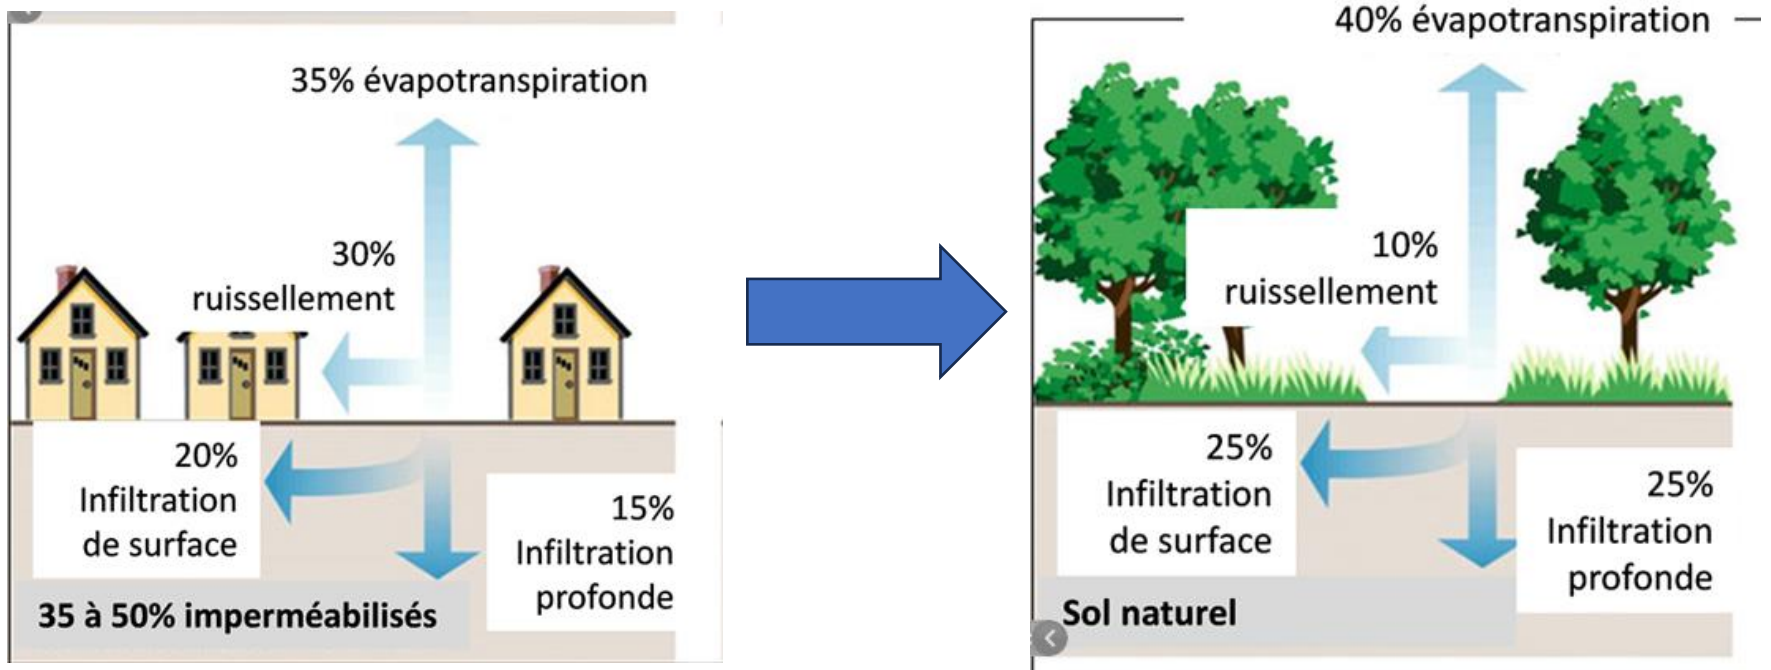 35% évapotranspiration
30%
ruissellement
20%
Infiltration
de surface
15%
Infiltration
profonde
35 à 50% imperméabilisés
40% évapotranspiration
10%
ruissellement
25%
Infiltration
de surface
25%
Infiltration
profonde
Sol naturel